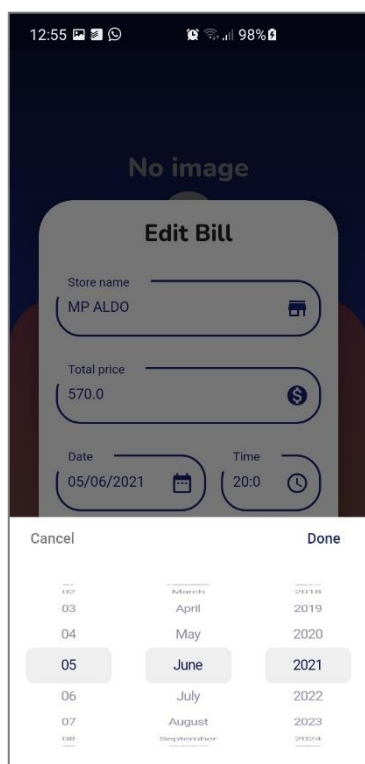 12:55 98%
No image
Edit Bill
Store name
MP ALDO
Total price
570.0
Date Time
05/06/2021 20:0
Cancel Done
02 March 2018
03 April 2019
04 May 2020
05 June 2021
06 July 2022
07 August 2023
08 September 2024